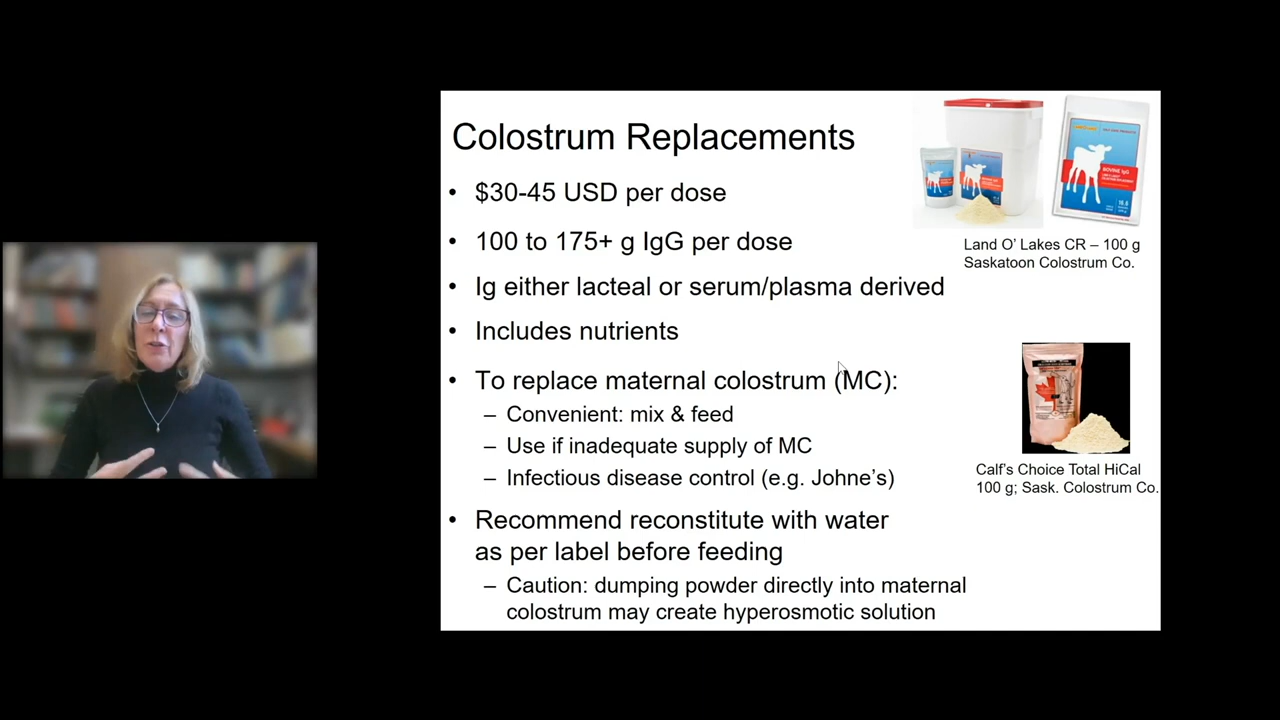 Colostrum Replacements
• $30-45 USD per dose
• 100 to 175+ g IgG per dose
• Ig either lacteal or serum/plasma derived
• Includes nutrients
• To replace maternal colostrum (MC):
– Convenient: mix & feed
– Use if inadequate supply of MC
– Infectious disease control (e.g. Johne's)
• Recommend reconstitute with water
as per label before feeding
– Caution: dumping powder directly into maternal
colostrum may create hyperosmotic solution
BOVINE IgG
Land O' Lakes CR – 100 g
Saskatoon Colostrum Co.
Calf's Choice Total HiCal
100 g; Sask. Colostrum Co.